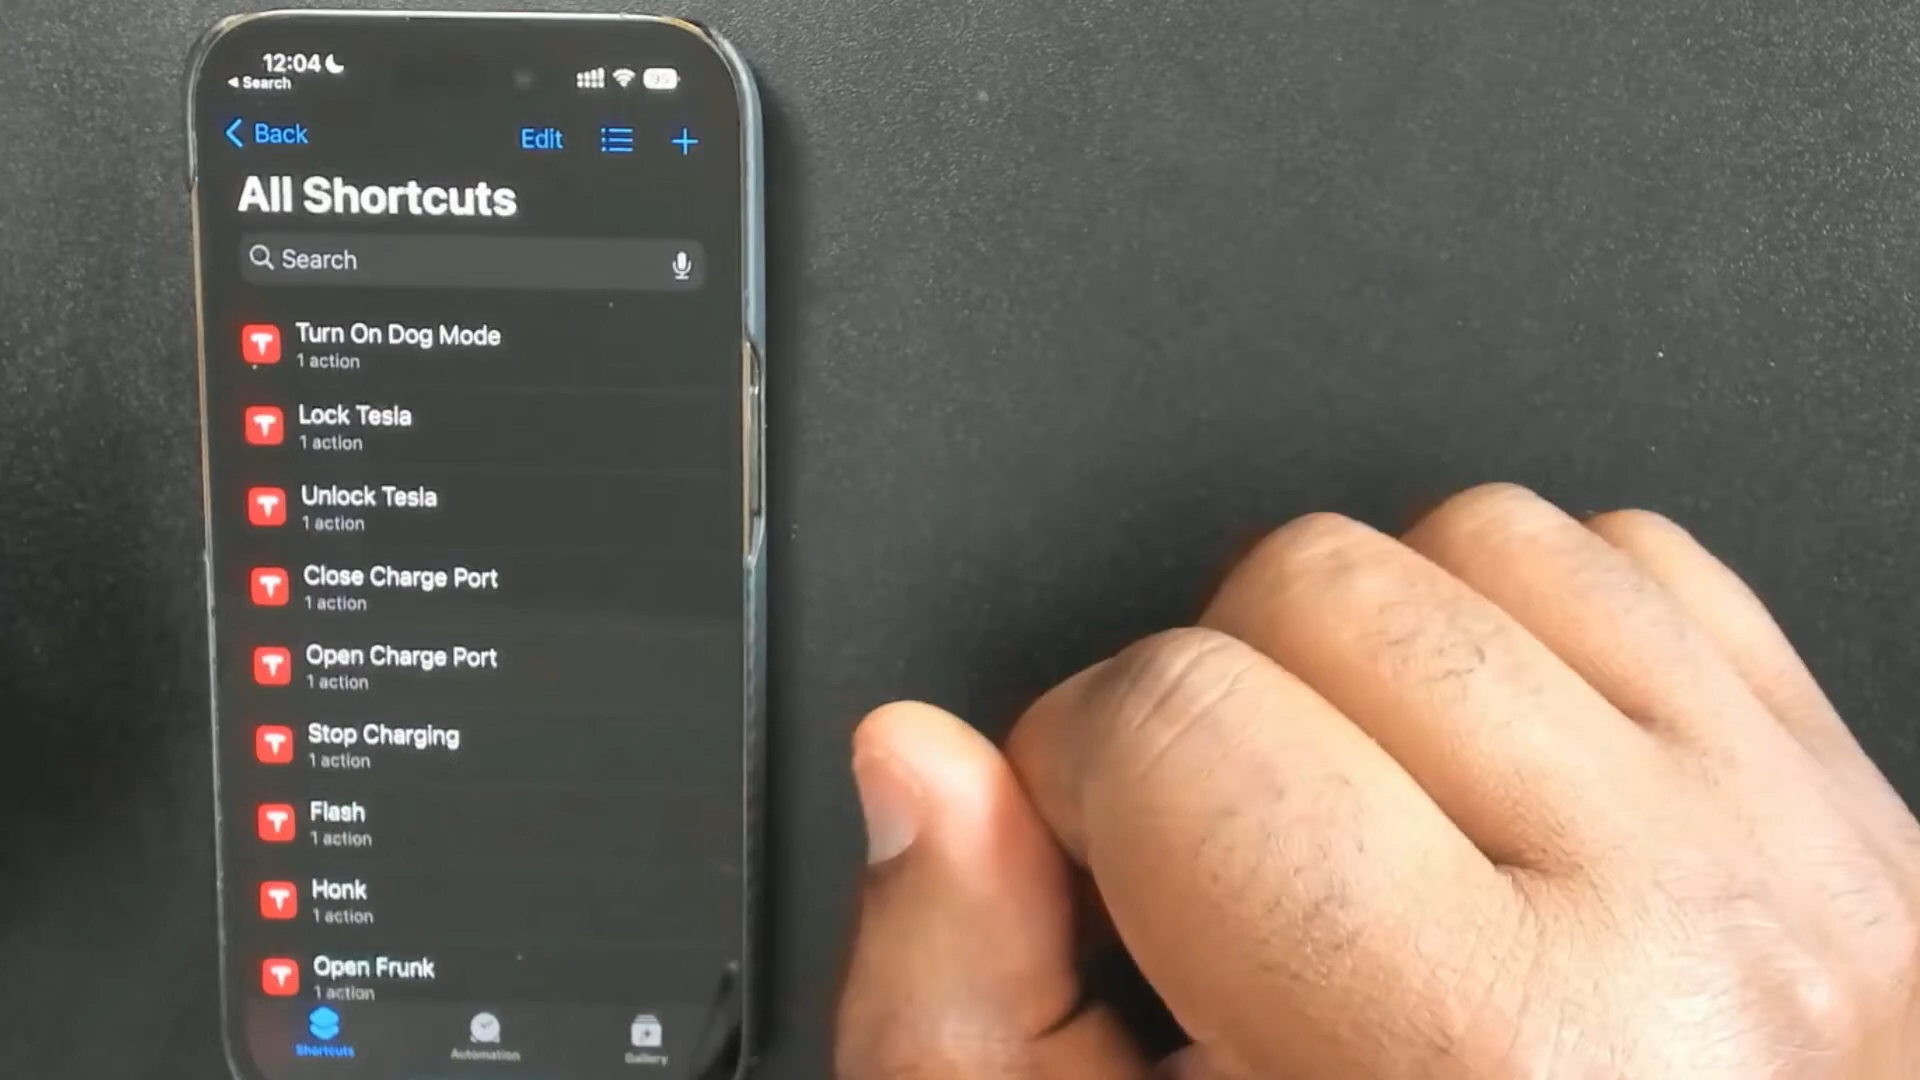 12:04
Search
95
Back
Edit
All Shortcuts
Search
Turn On Dog Mode
1 action
Lock Tesla
1 action
Unlock Tesla
1 action
Close Charge Port
1 action
Open Charge Port
1 action
Stop Charging
1 action
Flash
1 action
Honk
1 action
Open Frunk
1 action
Shortcuts
Automation
Gallery